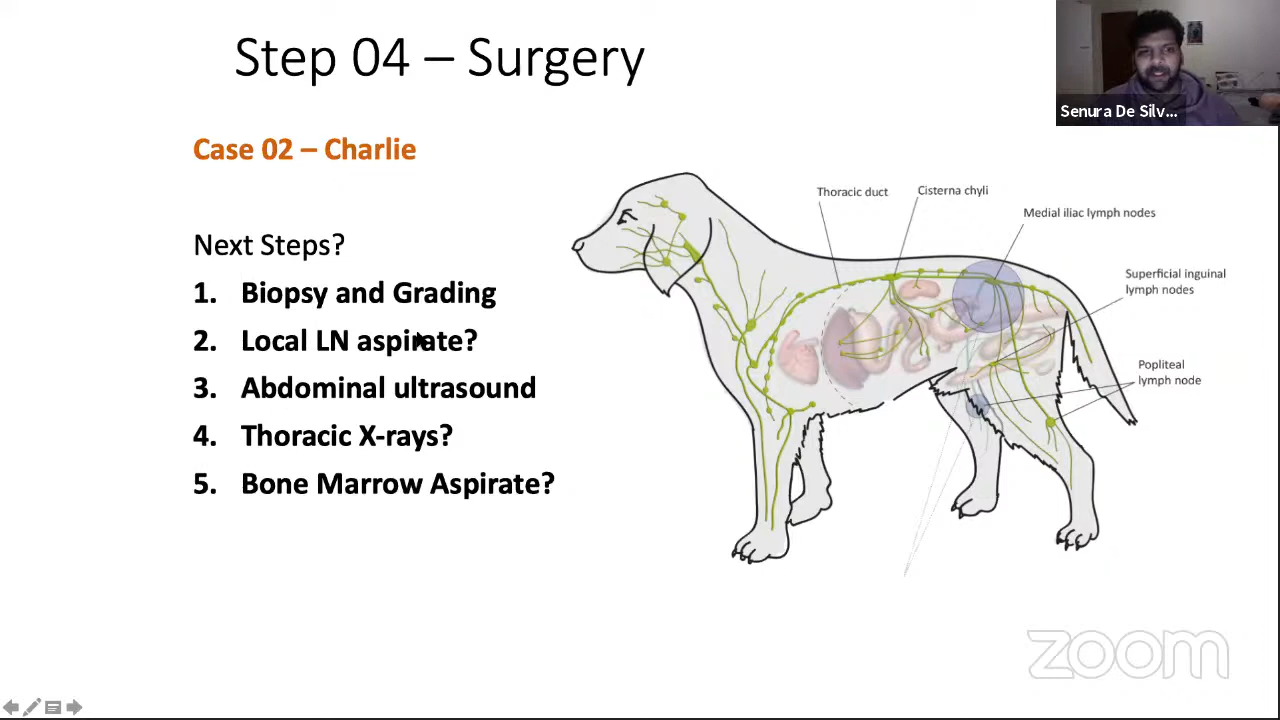 Step 04 – Surgery
Senura De Silv...
Case 02 – Charlie
Thoracic duct
Cisterna chyli
Medial iliac lymph nodes
Next Steps?
Superficial inguinal
lymph nodes
1. Biopsy and Grading
2. Local LN aspirate?
3. Abdominal ultrasound
4. Thoracic X-rays?
5. Bone Marrow Aspirate?
Popliteal
lymph node
zoom